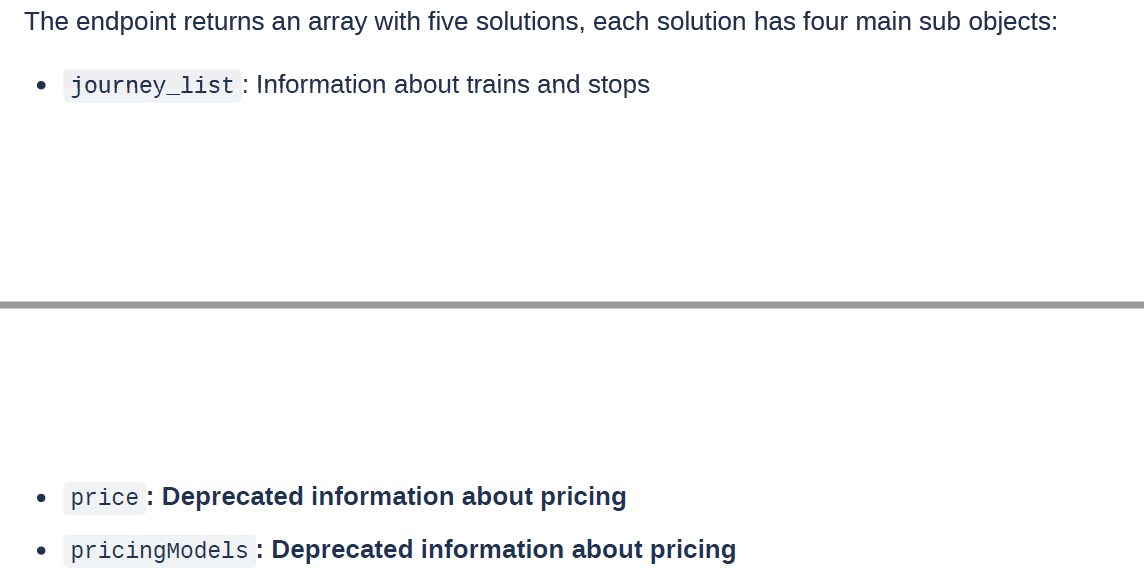 The endpoint returns an array with five solutions, each solution has four main sub objects:
journey_list: Information about trains and stops
price: Deprecated information about pricing
pricingModels: Deprecated information about pricing